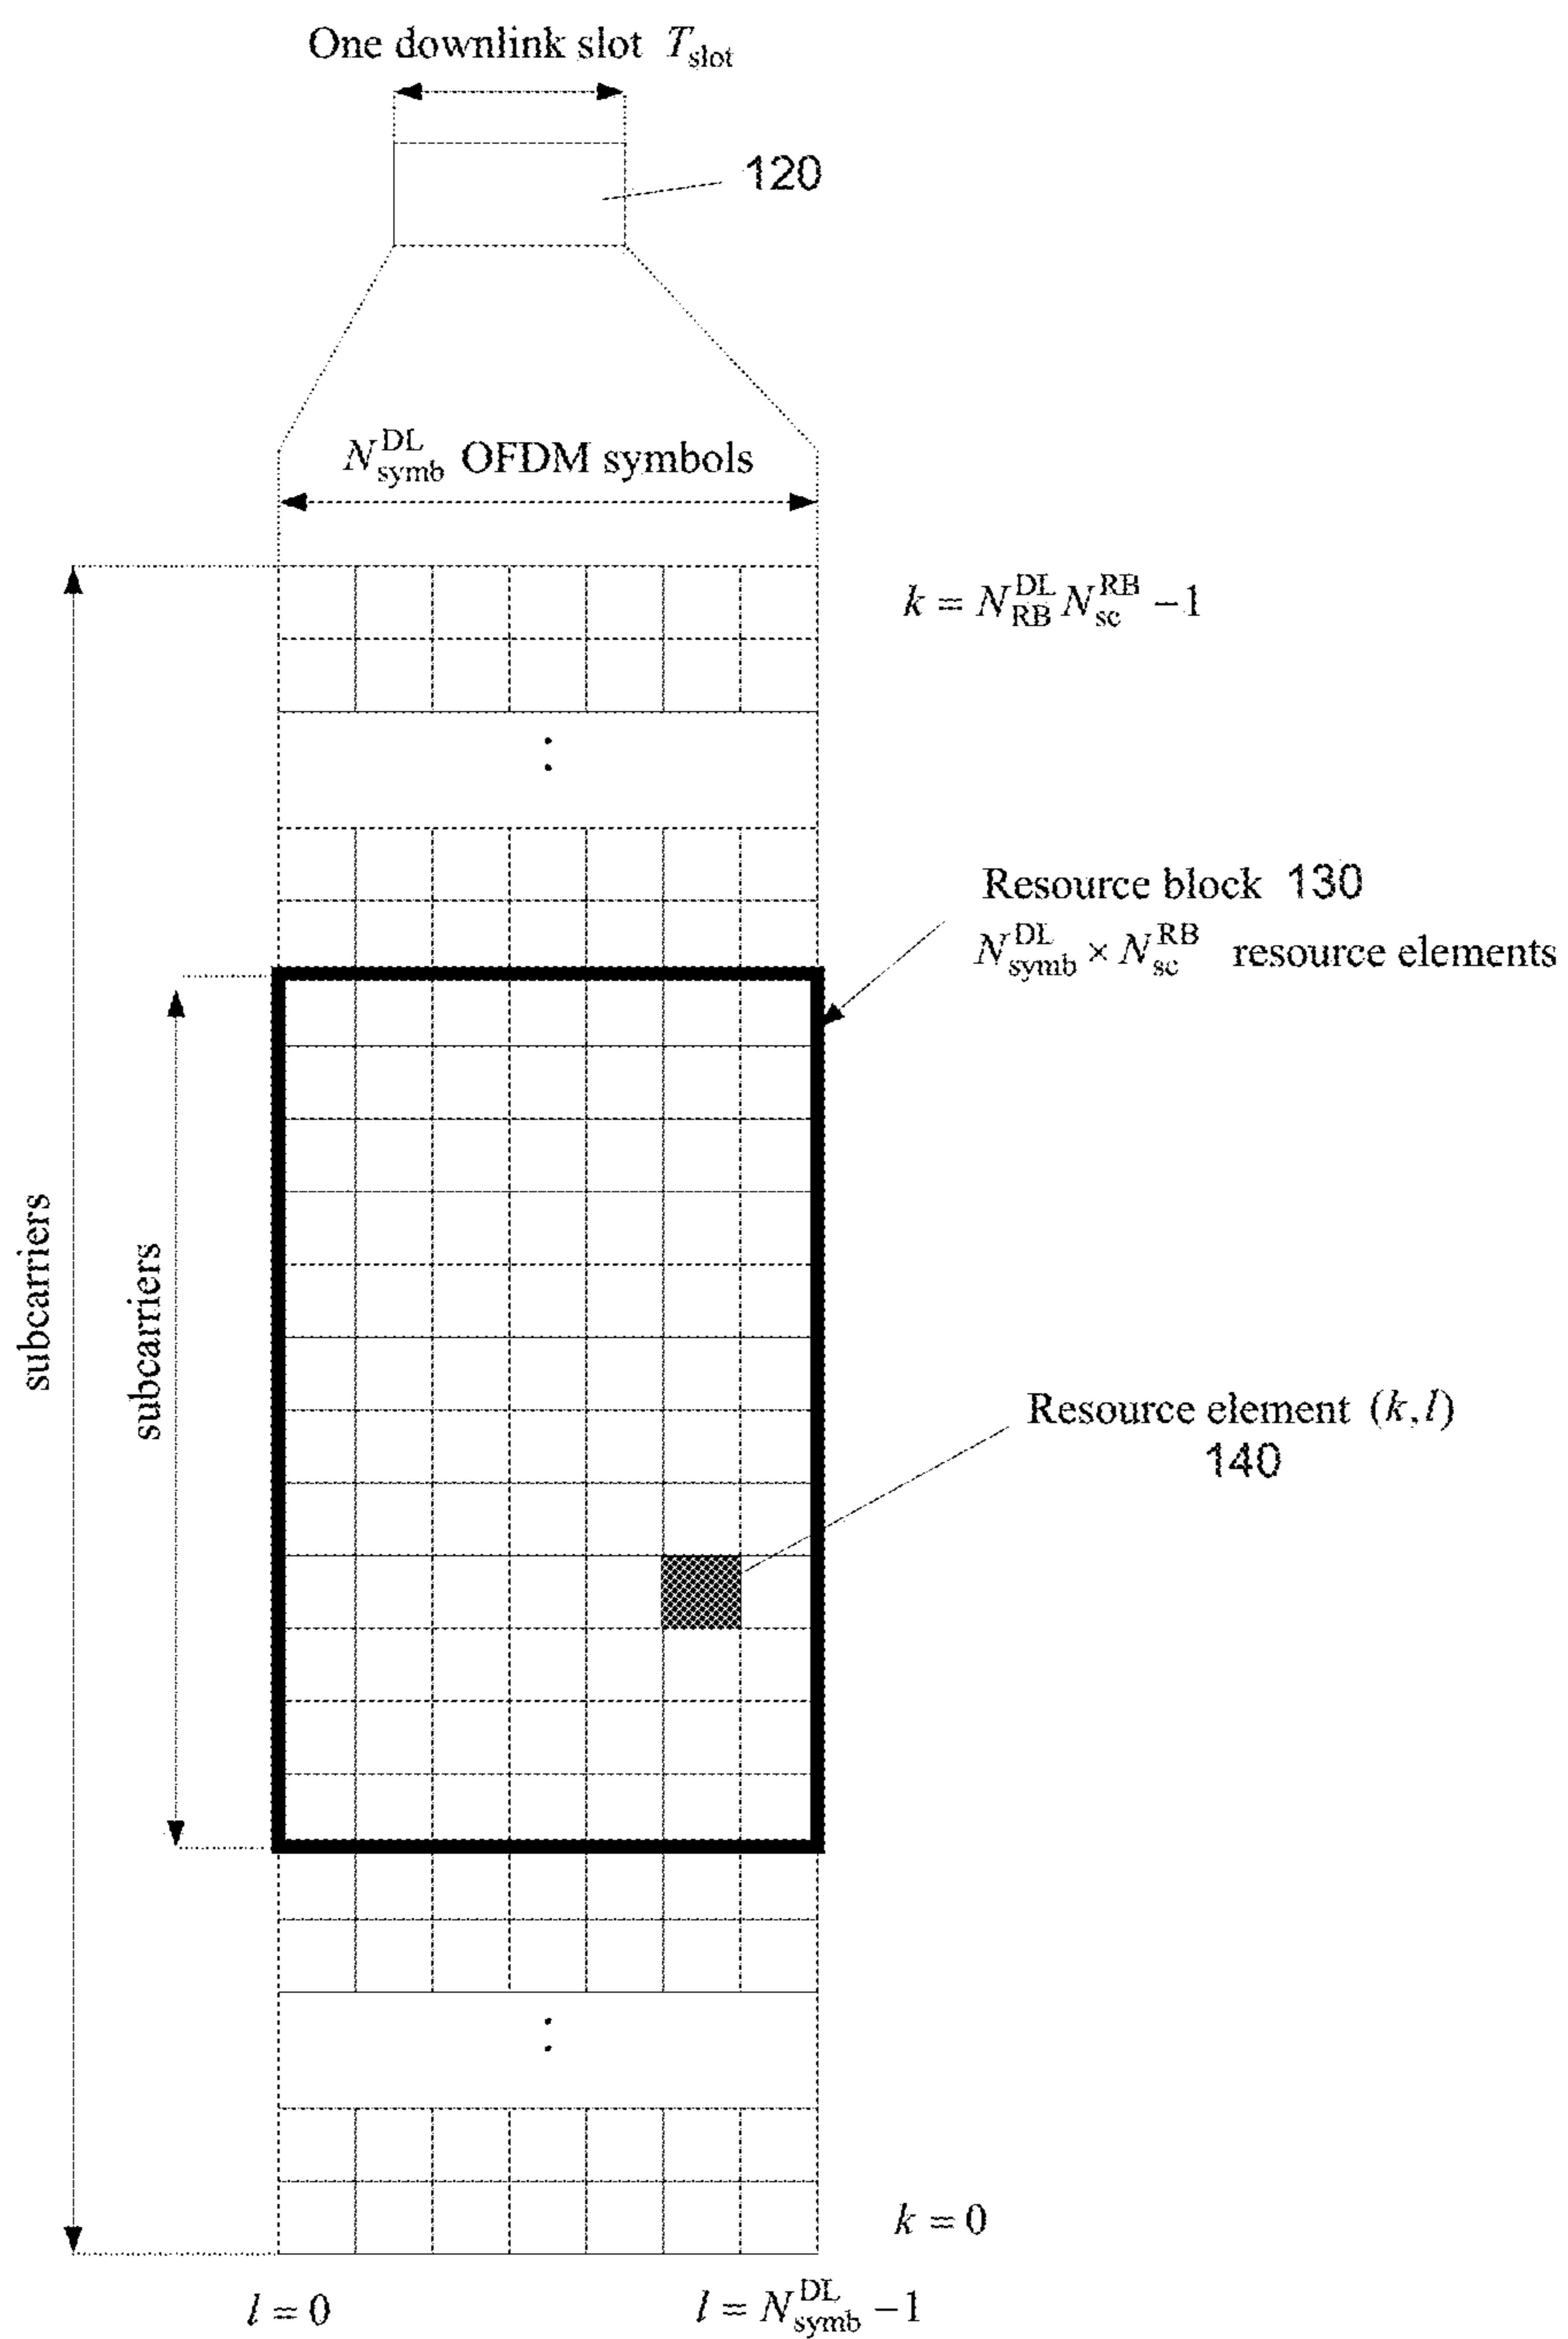 One downlink slot T_slot
120
N_symb^DL OFDM symbols
k = N_RB^DL N_sc^RB − 1
Resource block 130
N_symb^DL × N_sc^RB resource elements
subcarriers
subcarriers
Resource element (k, l)
140
k = 0
l = 0
l = N_symb^DL − 1